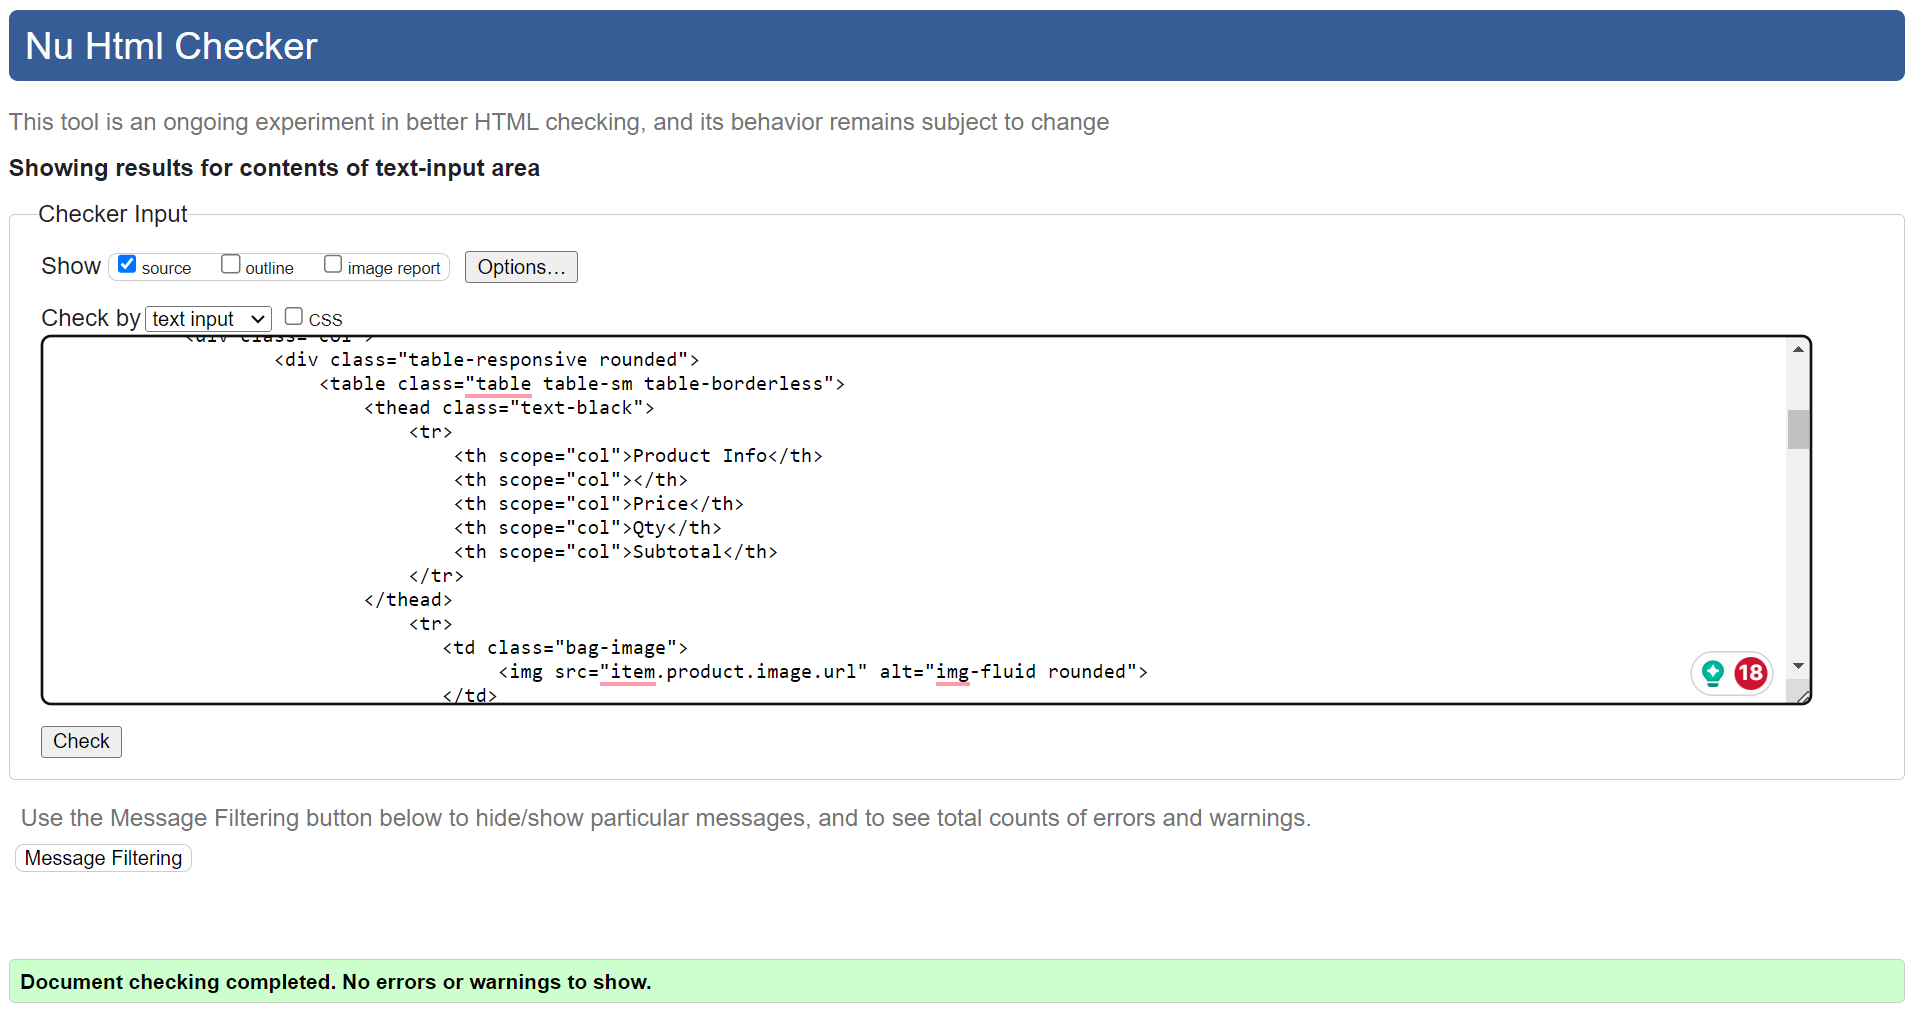 Nu Html Checker
This tool is an ongoing experiment in better HTML checking, and its behavior remains subject to change
Showing results for contents of text-input area
Checker Input
Show source outline image report Options...
Check by text input CSS
<div class="col">
<div class="table-responsive rounded">
<table class="table table-sm table-borderless">
<thead class="text-black">
<tr>
<th scope="col">Product Info</th>
<th scope="col"></th>
<th scope="col">Price</th>
<th scope="col">Qty</th>
<th scope="col">Subtotal</th>
</tr>
</thead>
<tr>
<td class="bag-image">
<img src="item.product.image.url" alt="img-fluid rounded">
18
</td>
Check
Use the Message Filtering button below to hide/show particular messages, and to see total counts of errors and warnings.
Message Filtering
Document checking completed. No errors or warnings to show.